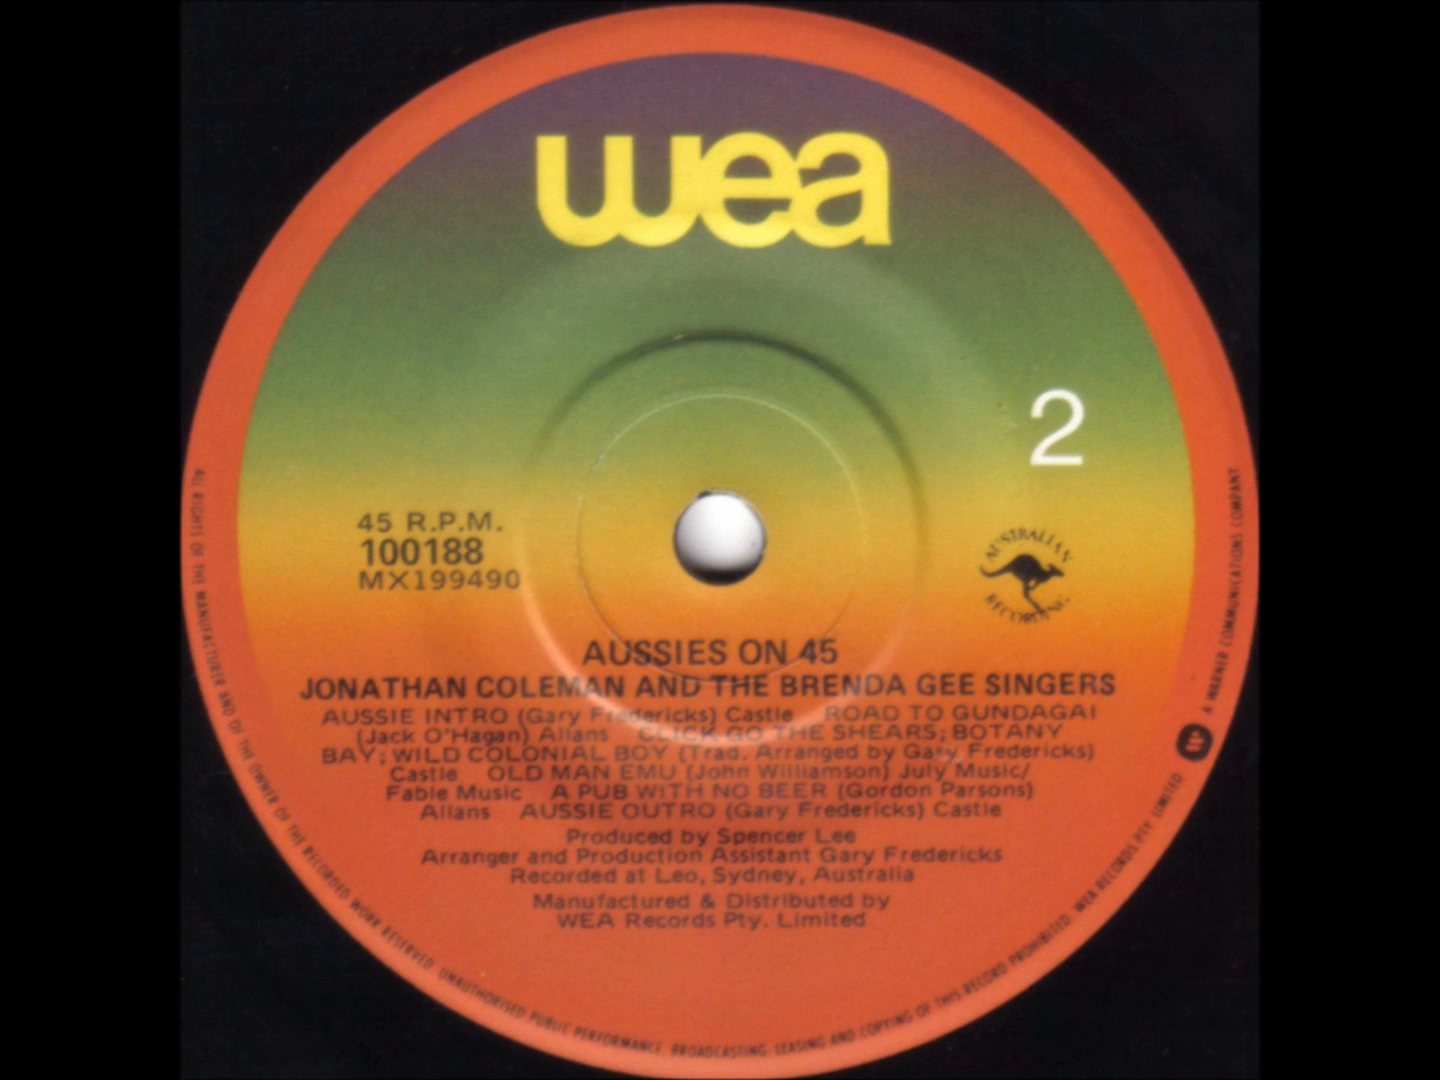 wea
2
45 R.P.M.
100188
MX199490
AUSTRALIAN
RECORDING
AUSSIES ON 45
JONATHAN COLEMAN AND THE BRENDA GEE SINGERS
AUSSIE INTRO (Gary Fredericks) Castle ROAD TO GUNDAGAI
(Jack O'Hagan) Allans CLICK GO THE SHEARS; BOTANY
BAY; WILD COLONIAL BOY (Trad. Arranged by Gary Fredericks)
Castle OLD MAN EMU (John Williamson) July Music/
Fable Music A PUB WITH NO BEER (Gordon Parsons)
Allans AUSSIE OUTRO (Gary Fredericks) Castle
Produced by Spencer Lee
Arranger and Production Assistant Gary Fredericks
Recorded at Leo, Sydney, Australia
Manufactured & Distributed by
WEA Records Pty. Limited
ALL RIGHTS OF THE MANUFACTURER AND OF THE OWNER OF THE RECORDED WORK RESERVED. UNAUTHORISED PUBLIC PERFORMANCE, BROADCASTING, LEASING AND COPYING OF THIS RECORD PROHIBITED. WEA RECORDS PTY. LIMITED
A WARNER COMMUNICATIONS COMPANY